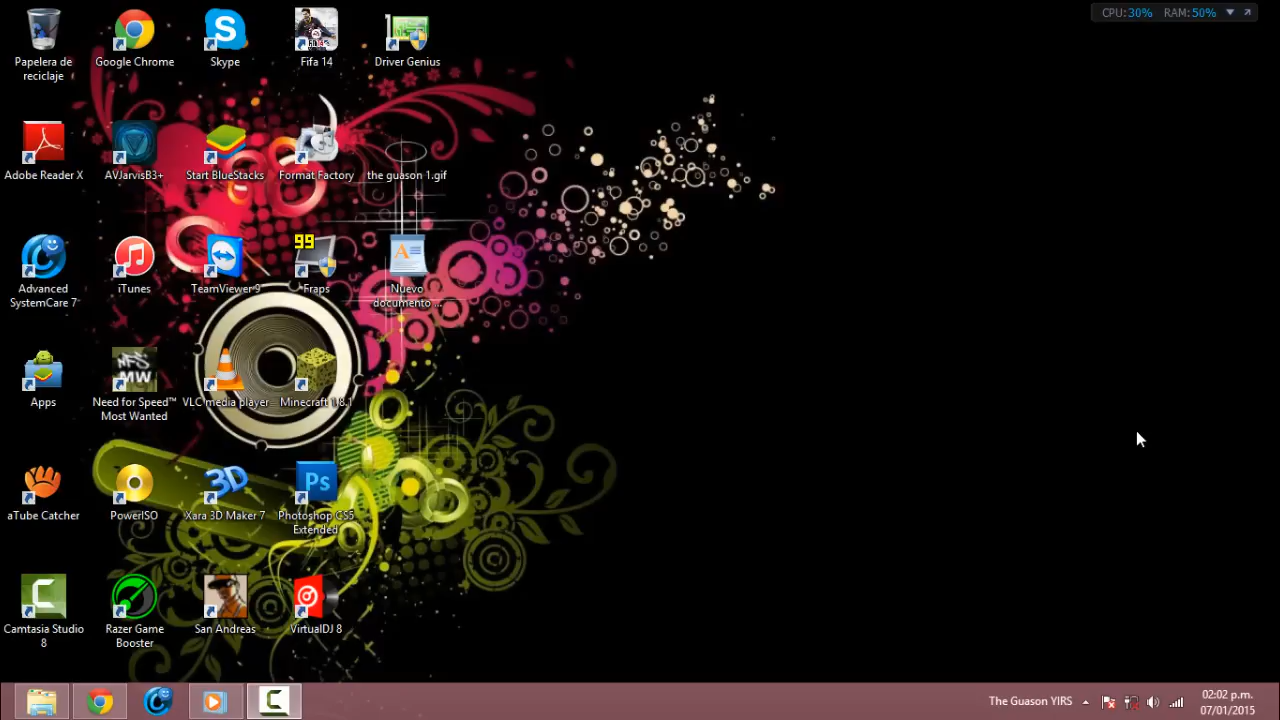 CPU:30% RAM:50%
Papelera de
reciclaje
Google Chrome
Skype
Fifa 14
Driver Genius
Adobe Reader X
AVJarvisB3+
Start BlueStacks
Format Factory
the guason 1.gif
Advanced
SystemCare 7
iTunes
TeamViewer 9
99
Fraps
Nuevo
documento ...
Apps
Need for Speed™
Most Wanted
VLC media player
Minecraft 1.8.1
aTube Catcher
PowerISO
3D
Xara 3D Maker 7
Ps
Photoshop CS5
Extended
Camtasia Studio
8
Razer Game
Booster
San Andreas
VirtualDJ 8
The Guason YIRS
02:02 p.m.
07/01/2015